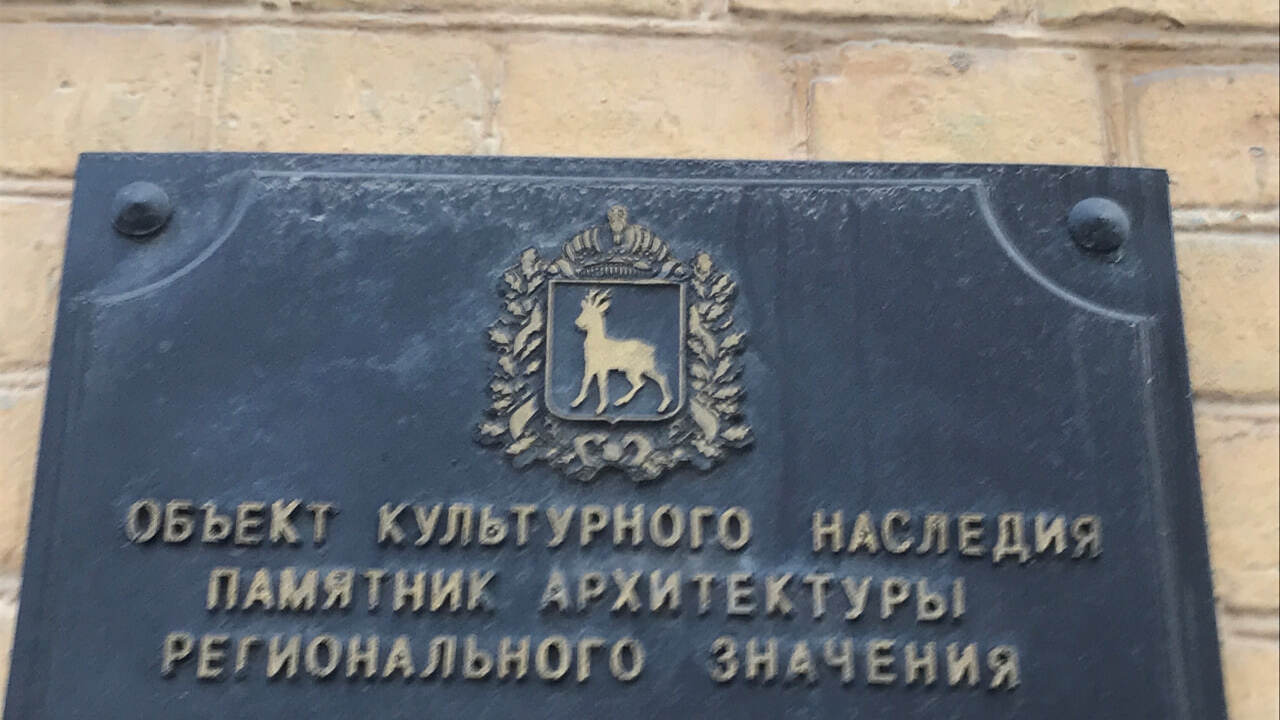 ОБЪЕКТ КУЛЬТУРНОГО НАСЛЕДИЯ
ПАМЯТНИК АРХИТЕКТУРЫ
РЕГИОНАЛЬНОГО ЗНАЧЕНИЯ